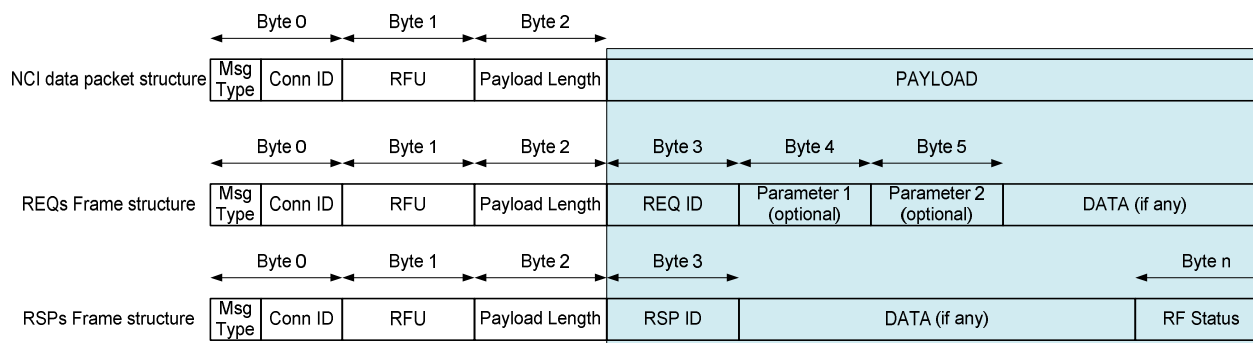 Byte 0 Byte 1 Byte 2
NCI data packet structure Msg Type Conn ID RFU Payload Length PAYLOAD
Byte 0 Byte 1 Byte 2 Byte 3 Byte 4 Byte 5
REQs Frame structure Msg Type Conn ID RFU Payload Length REQ ID Parameter 1 (optional) Parameter 2 (optional) DATA (if any)
Byte 0 Byte 1 Byte 2 Byte 3 Byte n
RSPs Frame structure Msg Type Conn ID RFU Payload Length RSP ID DATA (if any) RF Status